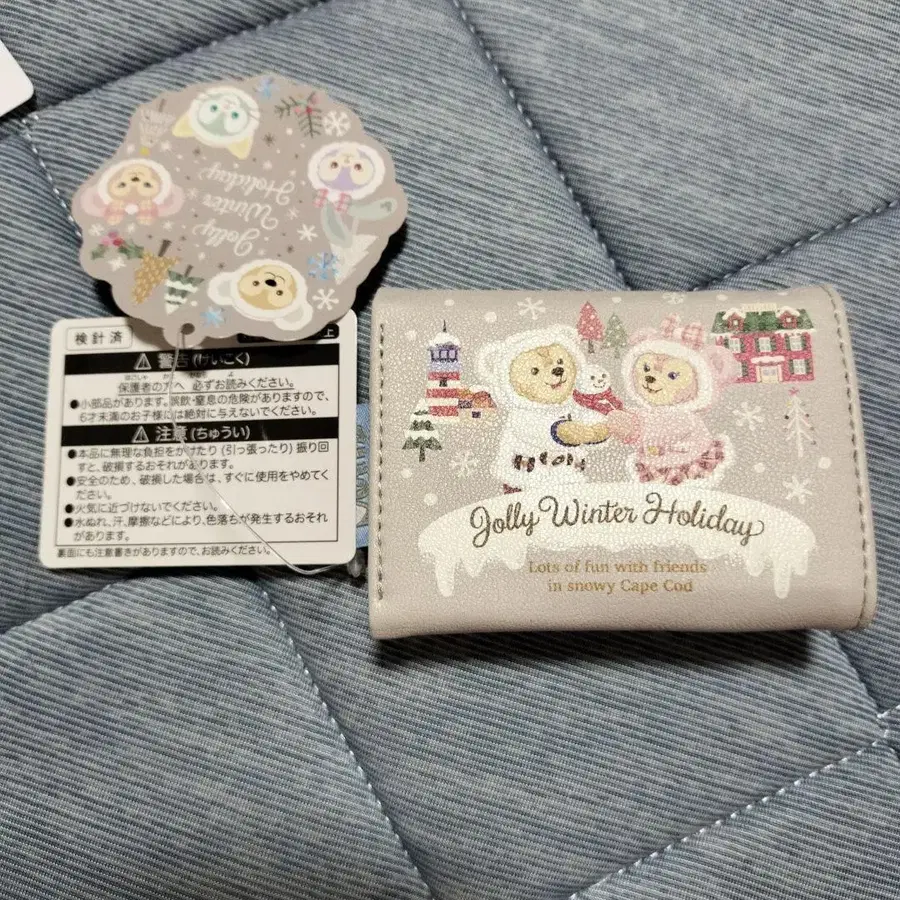 Jolly
Winter
Holiday
検針済
上
⚠ 警告(けいこく)
保護者の方へ 必ずお読みください。
●小部品があります。誤飲・窒息の危険がありますので、
6才未満のお子様には絶対に与えないでください。
⚠ 注意(ちゅうい)
●本品に無理な負担をかけたり(引っ張ったり)振り回
すと、破損するおそれがあります。
●安全のため、破損した場合は、すぐに使用をやめてく
ださい。
●火気に近づけないでください。
●水ぬれ、汗、摩擦などにより、色落ちが発生するおそれ
があります。
裏面にも注意書きがありますので、お読みください。
Jolly Winter Holiday
Lots of fun with friends
in snowy Cape Cod